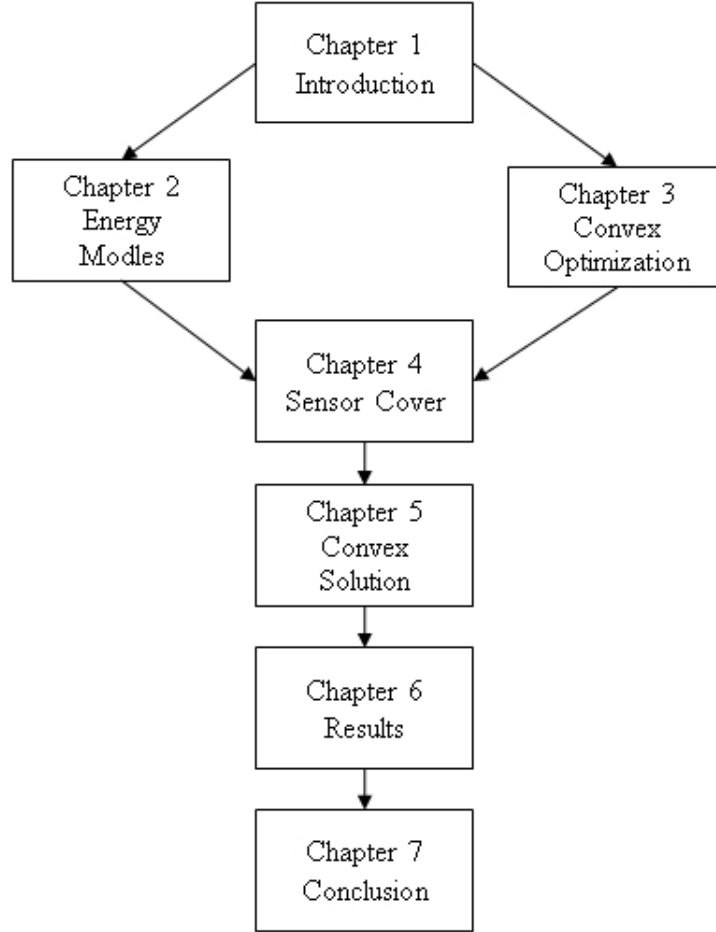 Chapter 1
Introduction
Chapter 2
Energy
Modles
Chapter 3
Convex
Optimization
Chapter 4
Sensor Cover
Chapter 5
Convex
Solution
Chapter 6
Results
Chapter 7
Conclusion